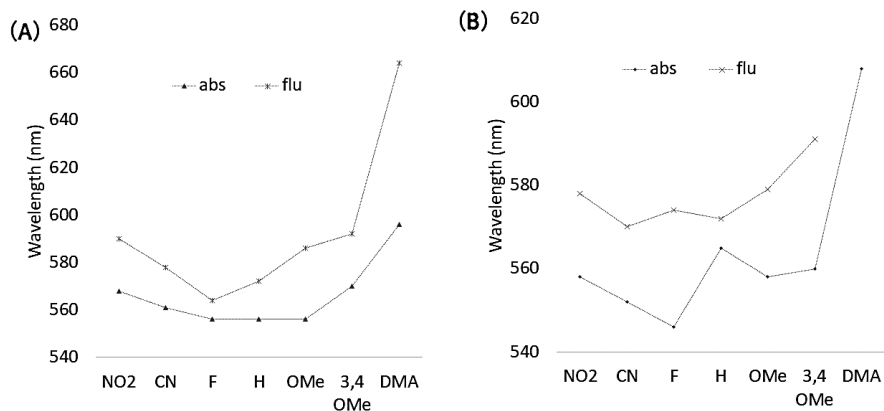 (A)
680
660
640
620
600
580
560
540
Wavelength (nm)
abs flu
NO2 CN F H OMe 3,4 OMe DMA
(B)
620
600
580
560
540
Wavelength (nm)
abs flu
NO2 CN F H OMe 3,4 OMe DMA